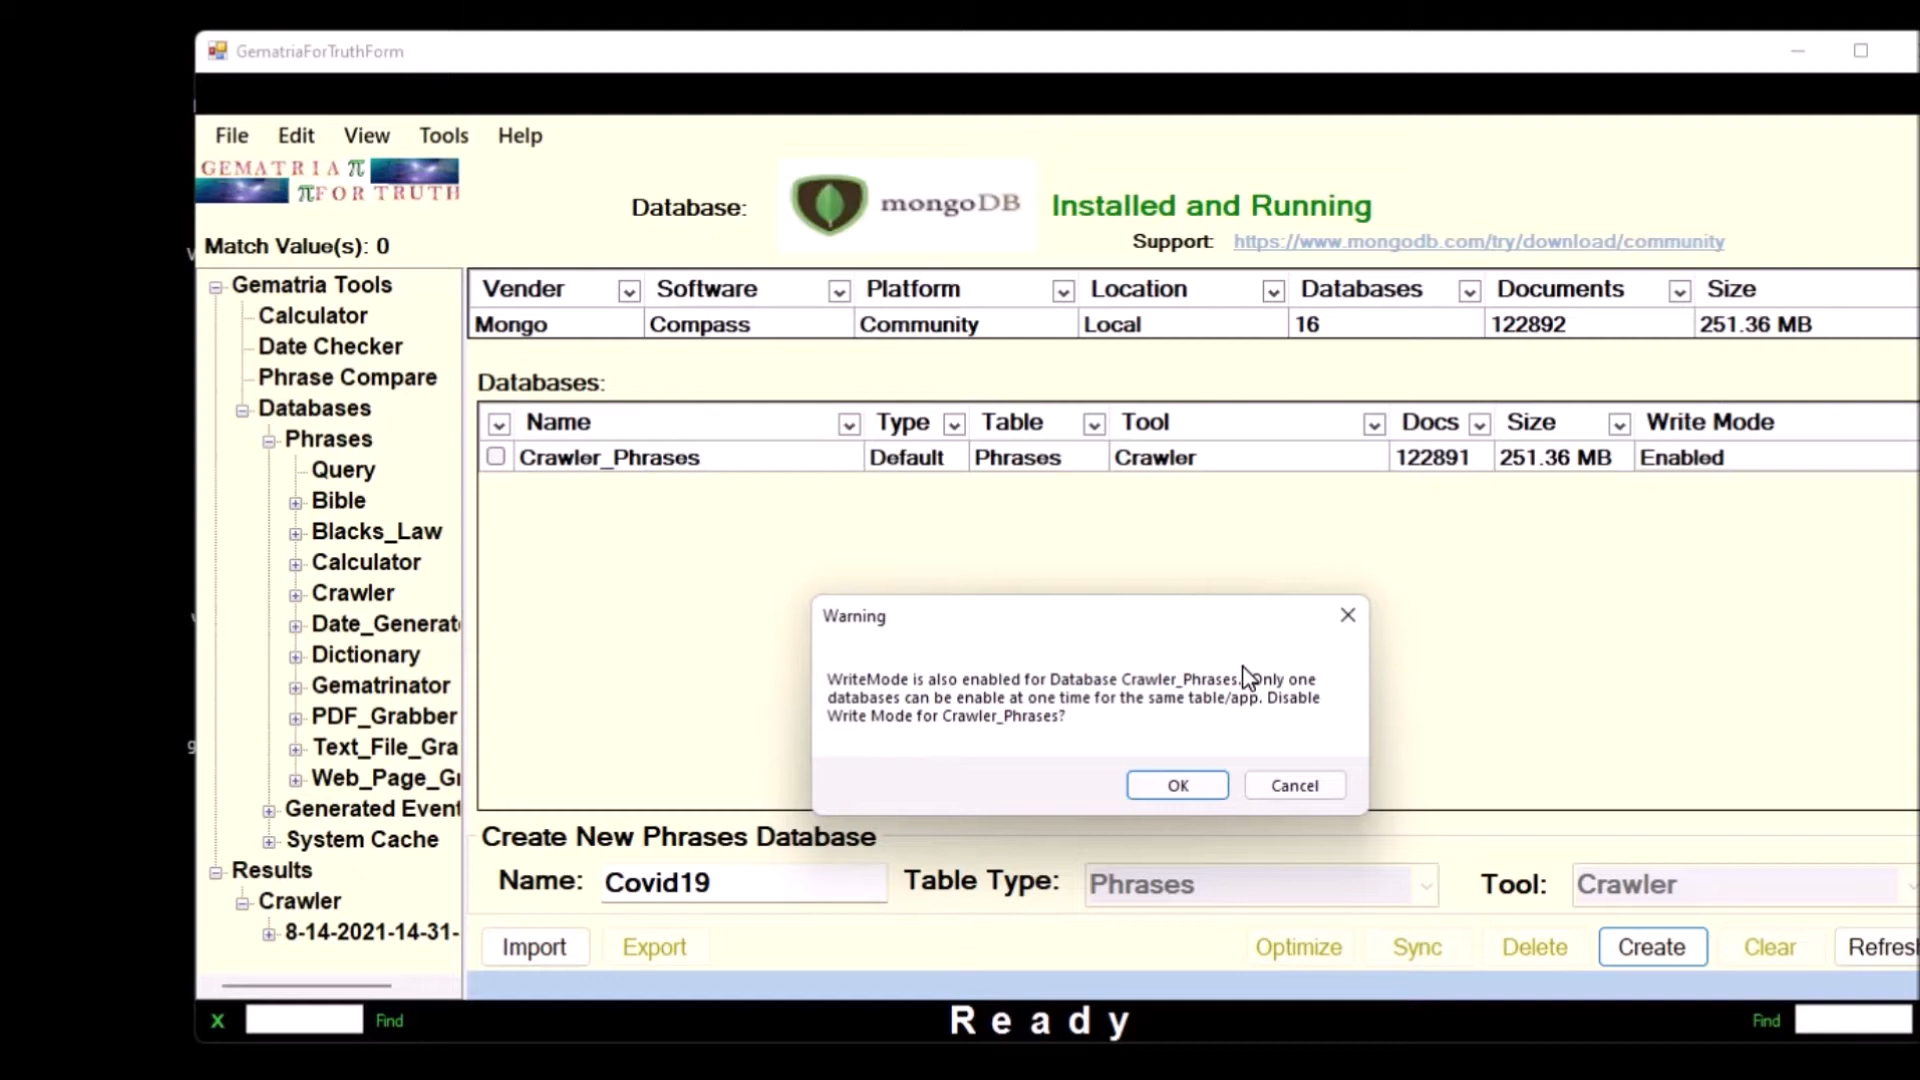 GematriaForTruthForm
File Edit View Tools Help
GEMATRIA π
πFOR TRUTH
Database: mongoDB Installed and Running
Support: https://www.mongodb.com/try/download/community
Match Value(s): 0
Gematria Tools
Calculator
Date Checker
Phrase Compare
Databases
Phrases
Query
Bible
Blacks_Law
Calculator
Crawler
Date_Generat
Dictionary
Gematrinator
PDF_Grabber
Text_File_Gra
Web_Page_G
Generated Event
System Cache
Results
Crawler
8-14-2021-14-31-
Vender Software Platform Location Databases Documents Size
Mongo Compass Community Local 16 122892 251.36 MB
Databases:
Name Type Table Tool Docs Size Write Mode
Crawler_Phrases Default Phrases Crawler 122891 251.36 MB Enabled
Warning
WriteMode is also enabled for Database Crawler_Phrases. Only one
databases can be enable at one time for the same table/app. Disable
Write Mode for Crawler_Phrases?
OK Cancel
Create New Phrases Database
Name: Covid19 Table Type: Phrases Tool: Crawler
Import Export Optimize Sync Delete Create Clear Refres
X Find Ready Find